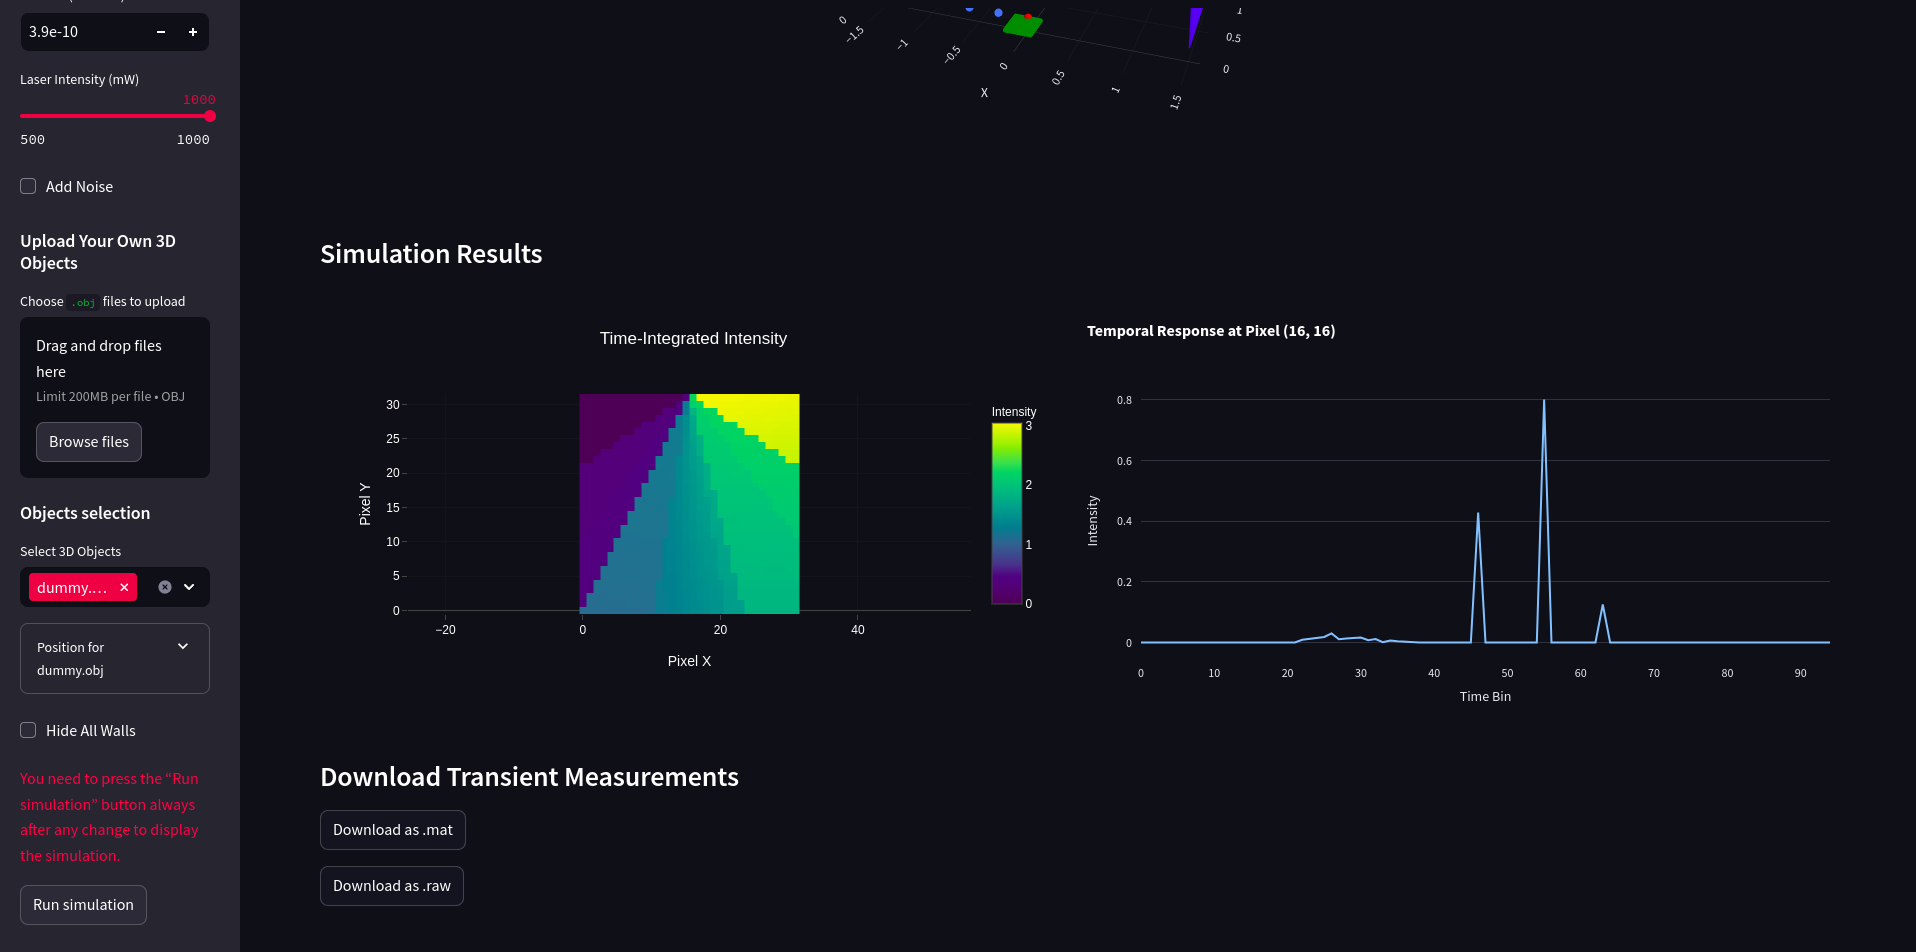 3.9e-10
Laser Intensity (mW)
1000
500 1000
Add Noise
Upload Your Own 3D
Objects
Choose .obj files to upload
Drag and drop files
here
Limit 200MB per file • OBJ
Browse files
Objects selection
Select 3D Objects
dummy....
Position for
dummy.obj
Hide All Walls
You need to press the "Run
simulation" button always
after any change to display
the simulation.
Run simulation
0
−1.5
−1
−0.5
0
0.5
1
1.5
X
1
0.5
0
Simulation Results
Time-Integrated Intensity
30
25
20
15
10
5
0
Pixel Y
−20 0 20 40
Pixel X
Intensity
3
2
1
0
Temporal Response at Pixel (16, 16)
0.8
0.6
0.4
0.2
0
Intensity
0 10 20 30 40 50 60 70 80 90
Time Bin
Download Transient Measurements
Download as .mat
Download as .raw